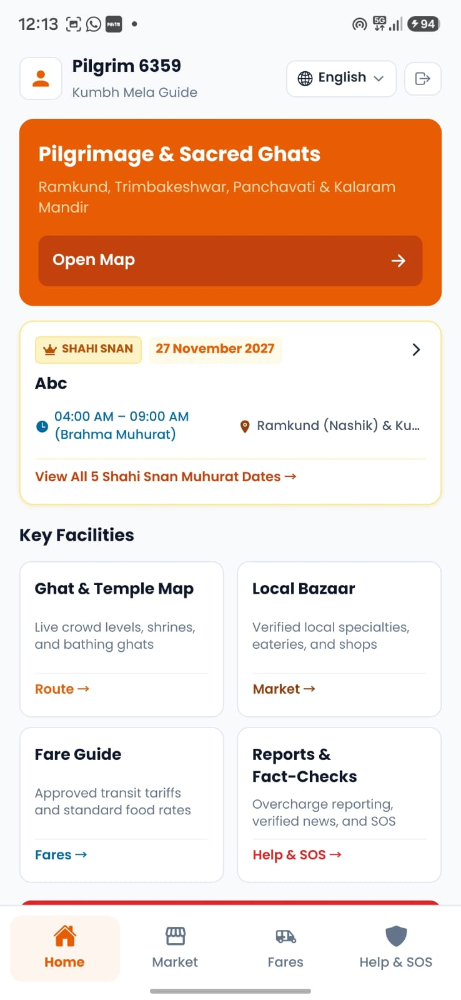 12:13
Paytm
5G
94
Pilgrim 6359
Kumbh Mela Guide
English
Pilgrimage & Sacred Ghats
Ramkund, Trimbakeshwar, Panchavati & Kalaram
Mandir
Open Map →
SHAHI SNAN
27 November 2027
Abc
04:00 AM – 09:00 AM
(Brahma Muhurat)
Ramkund (Nashik) & Ku...
View All 5 Shahi Snan Muhurat Dates →
Key Facilities
Ghat & Temple Map
Live crowd levels, shrines,
and bathing ghats
Route →
Local Bazaar
Verified local specialties,
eateries, and shops
Market →
Fare Guide
Approved transit tariffs
and standard food rates
Fares →
Reports &
Fact-Checks
Overcharge reporting,
verified news, and SOS
Help & SOS →
Home
Market
Fares
Help & SOS